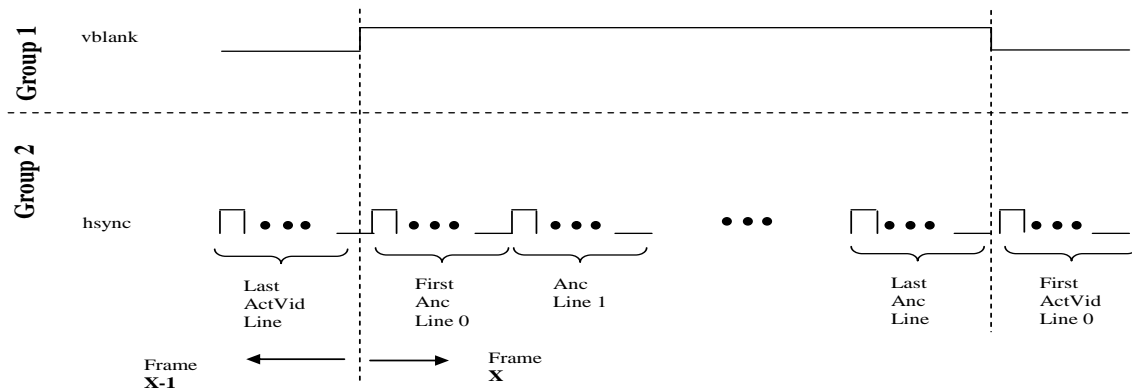 Group 1
vblank
Group 2
hsync
Last
ActVid
Line
First
Anc
Line 0
Anc
Line 1
Last
Anc
Line
First
ActVid
Line 0
Frame
X-1
Frame
X